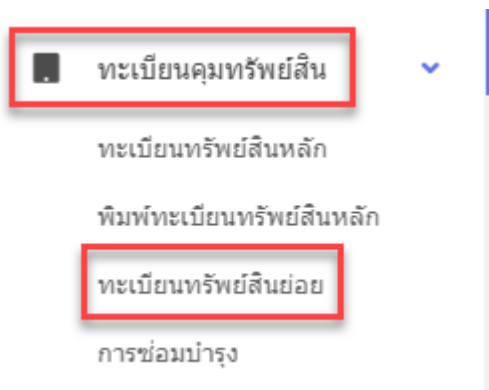 ทะเบียนคุมทรัพย์สิน
ทะเบียนทรัพย์สินหลัก
พิมพ์ทะเบียนทรัพย์สินหลัก
ทะเบียนทรัพย์สินย่อย
การซ่อมบำรุง